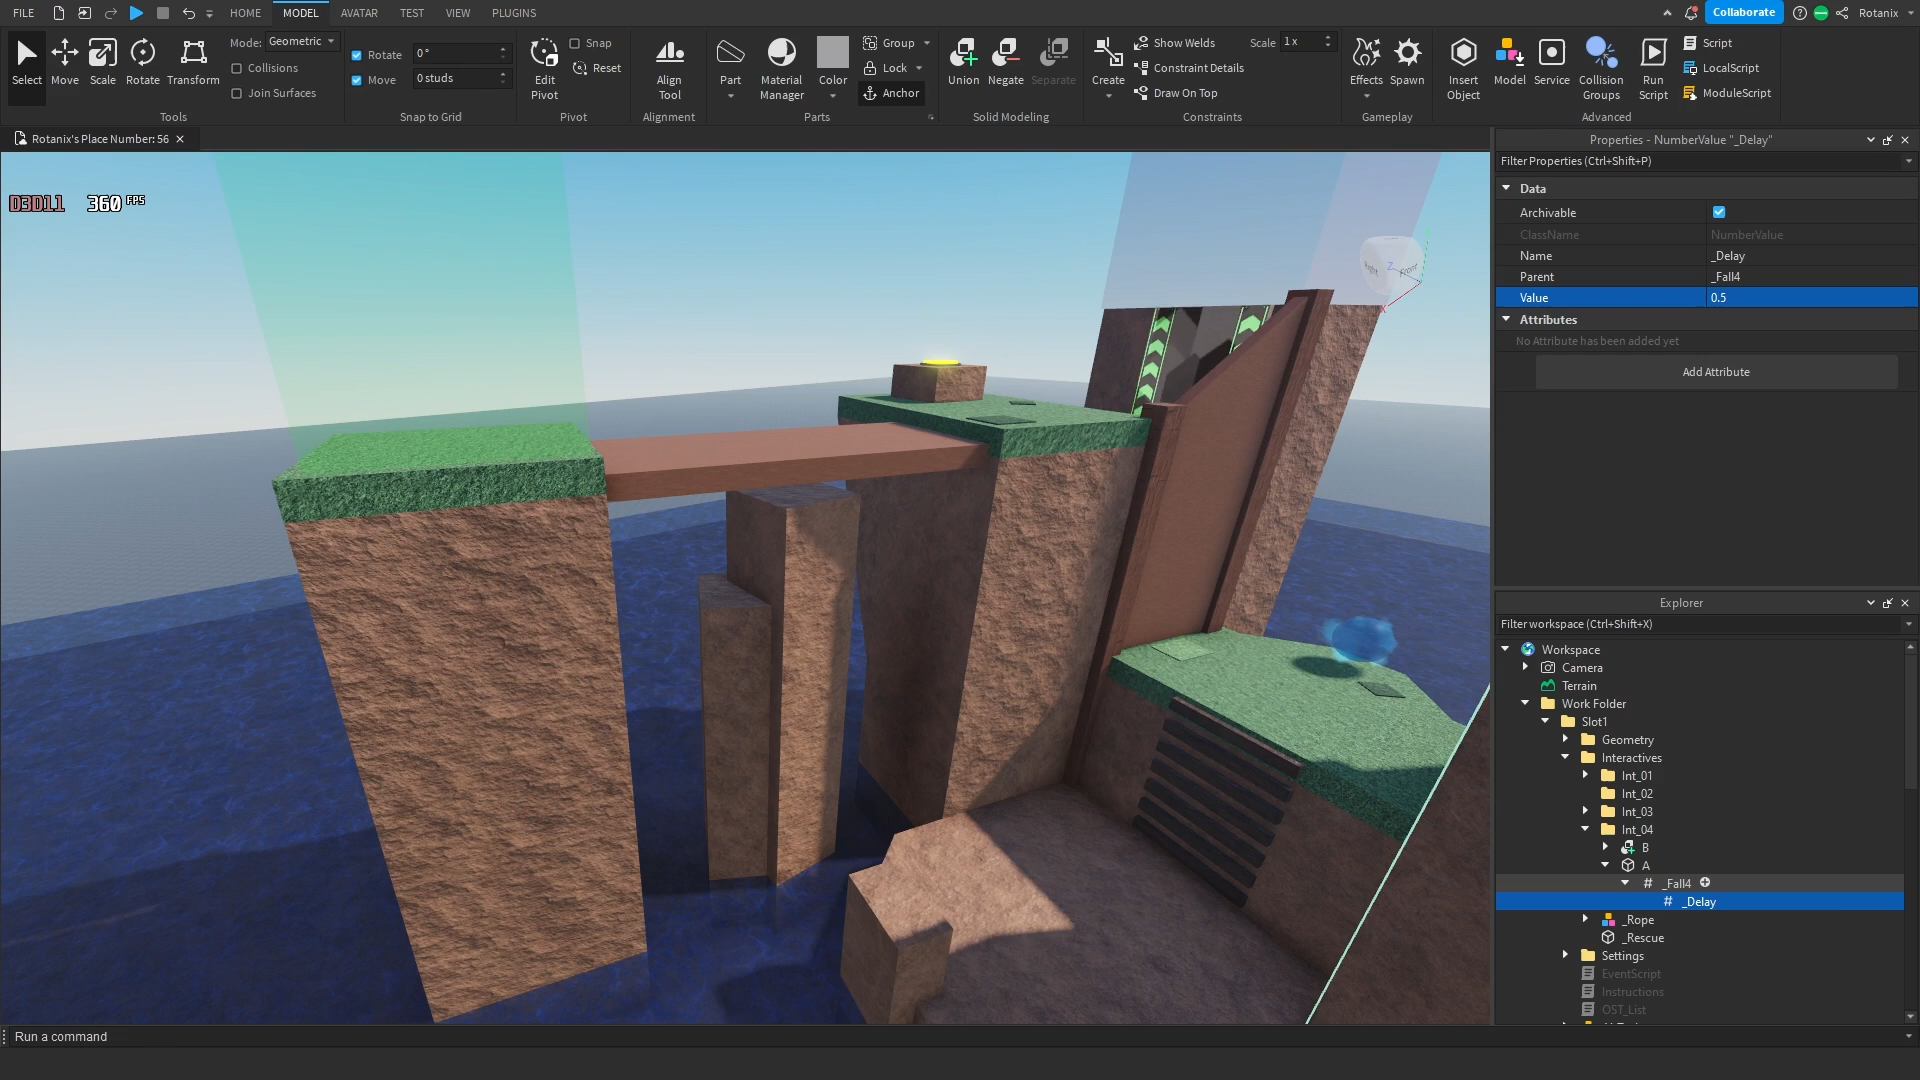 FILE HOME MODEL AVATAR TEST VIEW PLUGINS Collaborate Rotanix
Select Move Scale Rotate Transform
Mode: Geometric
Collisions
Join Surfaces
Tools
Rotate 0°
Move 0 studs
Snap to Grid
Edit Pivot
Snap
Reset
Pivot
Align Tool
Alignment
Part Material Manager Color
Group
Lock
Anchor
Parts
Union Negate Separate
Solid Modeling
Create
Show Welds Scale 1 x
Constraint Details
Draw On Top
Constraints
Effects Spawn
Gameplay
Insert Object Model Service Collision Groups Run Script
Script
LocalScript
ModuleScript
Advanced
Rotanix's Place Number: 56
D3D11 360 FPS
Right Front
Z
X
Properties - NumberValue "_Delay"
Filter Properties (Ctrl+Shift+P)
Data
Archivable
ClassName NumberValue
Name _Delay
Parent _Fall4
Value 0.5
Attributes
No Attribute has been added yet
Add Attribute
Explorer
Filter workspace (Ctrl+Shift+X)
Workspace
Camera
Terrain
Work Folder
Slot1
Geometry
Interactives
Int_01
Int_02
Int_03
Int_04
B
A
# _Fall4
# _Delay
_Rope
_Rescue
Settings
EventScript
Instructions
OST_List
Run a command